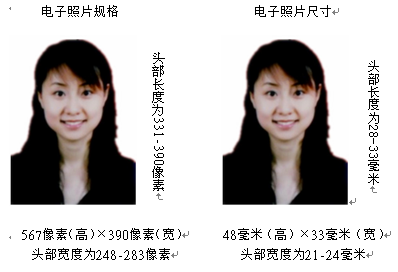 电子照片规格
头部长度为331-390像素
567像素(高)×390像素(宽)
头部宽度为248-283像素
电子照片尺寸
头部长度为28-33毫米
48毫米（高）×33毫米（宽）
头部宽度为21-24毫米